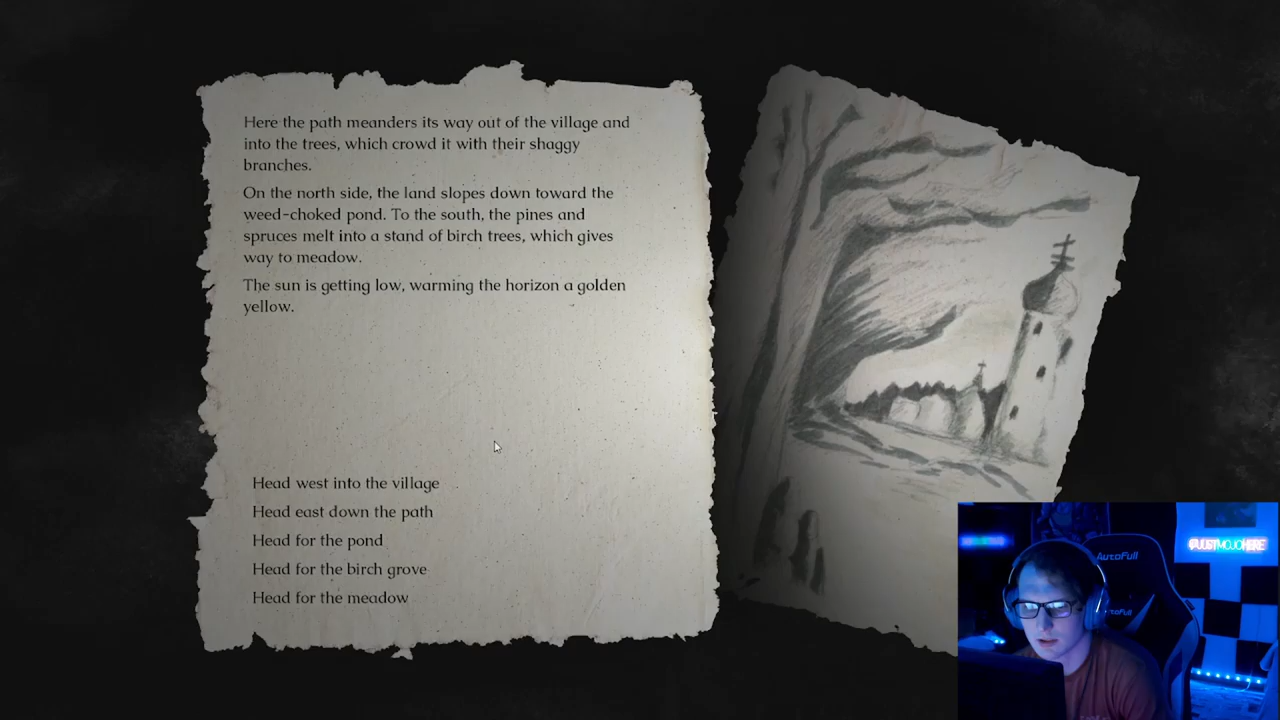 Here the path meanders its way out of the village and
into the trees, which crowd it with their shaggy
branches.
On the north side, the land slopes down toward the
weed-choked pond. To the south, the pines and
spruces melt into a stand of birch trees, which gives
way to meadow.
The sun is getting low, warming the horizon a golden
yellow.
Head west into the village
Head east down the path
Head for the pond
Head for the birch grove
Head for the meadow
AutoFull
AutoFull
@JUSTMOJOHERE